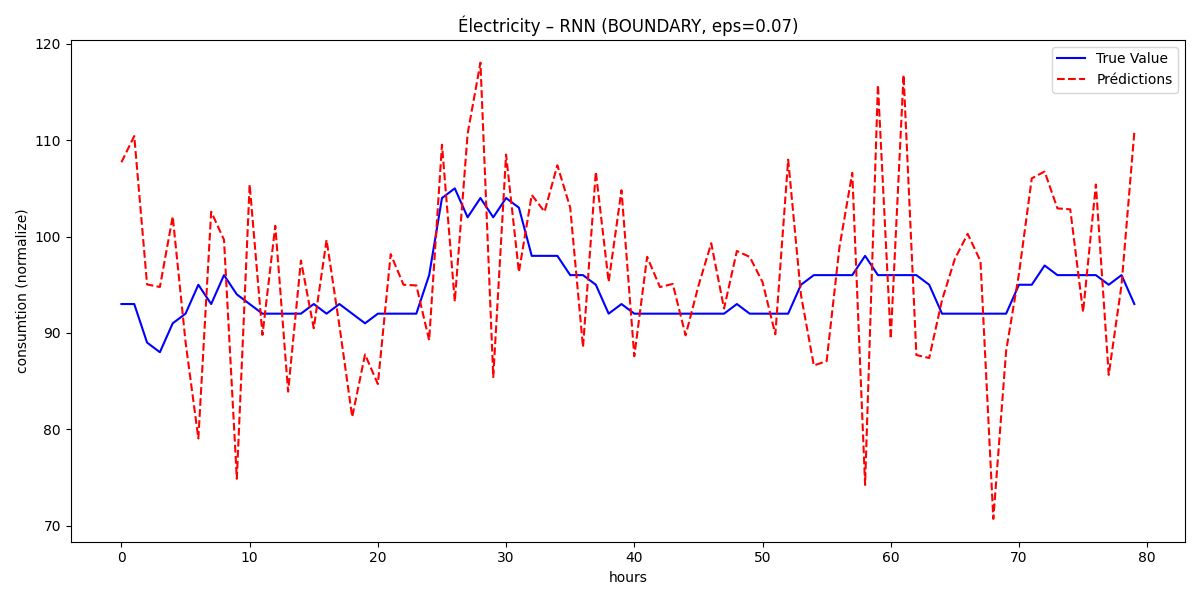 Électricity – RNN (BOUNDARY, eps=0.07)
True Value
Prédictions
consumtion (normalize)
120
110
100
90
80
70
0 10 20 30 40 50 60 70 80
hours